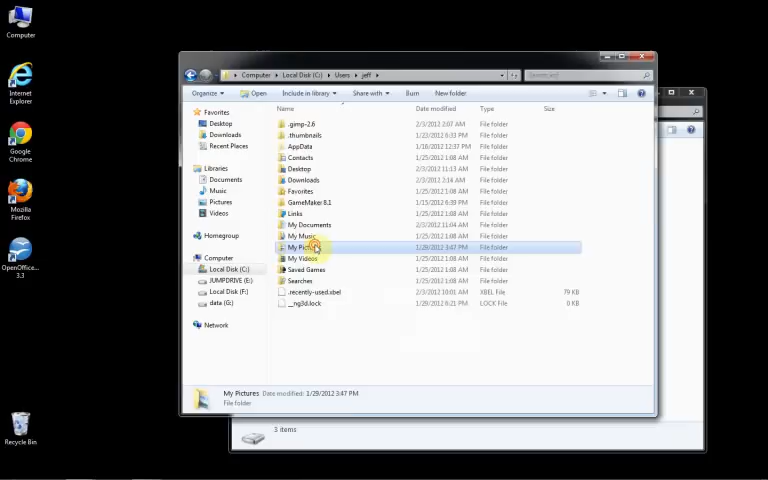 Computer
Internet
Explorer
Google
Chrome
Mozilla
Firefox
OpenOffice...
3.3
Recycle Bin
Computer Local Disk (C:) Users jeff
Organize Open Include in library Share with Burn New folder
Name Date modified Type Size
Favorites
Desktop
Downloads
Recent Places
Libraries
Documents
Music
Pictures
Videos
Homegroup
Computer
Local Disk (C:)
JUMPDRIVE (E:)
Local Disk (F:)
data (G:)
Network
.gimp-2.6 2/3/2012 2:07 AM File folder
.thumbnails 1/23/2012 6:33 PM File folder
AppData 1/10/2012 12:37 PM File folder
Contacts 1/25/2012 1:08 AM File folder
Desktop 2/3/2012 11:13 AM File folder
Downloads 2/3/2012 2:14 AM File folder
Favorites 1/25/2012 1:08 AM File folder
GameMaker 8.1 1/29/2012 3:20 PM File folder
Links 1/25/2012 1:08 AM File folder
My Documents 2/3/2012 11:04 AM File folder
My Music 1/25/2012 1:08 AM File folder
My Pictures 1/29/2012 3:47 PM File folder
My Videos 1/25/2012 1:08 AM File folder
Saved Games 1/25/2012 1:08 AM File folder
Searches 1/25/2012 1:08 AM File folder
.recently-used.xbel 2/3/2012 10:01 AM XBEL File 79 KB
__ng3d.lock 1/29/2012 6:21 PM LOCK File 0 KB
My Pictures Date modified: 1/29/2012 3:47 PM
File folder
3 items